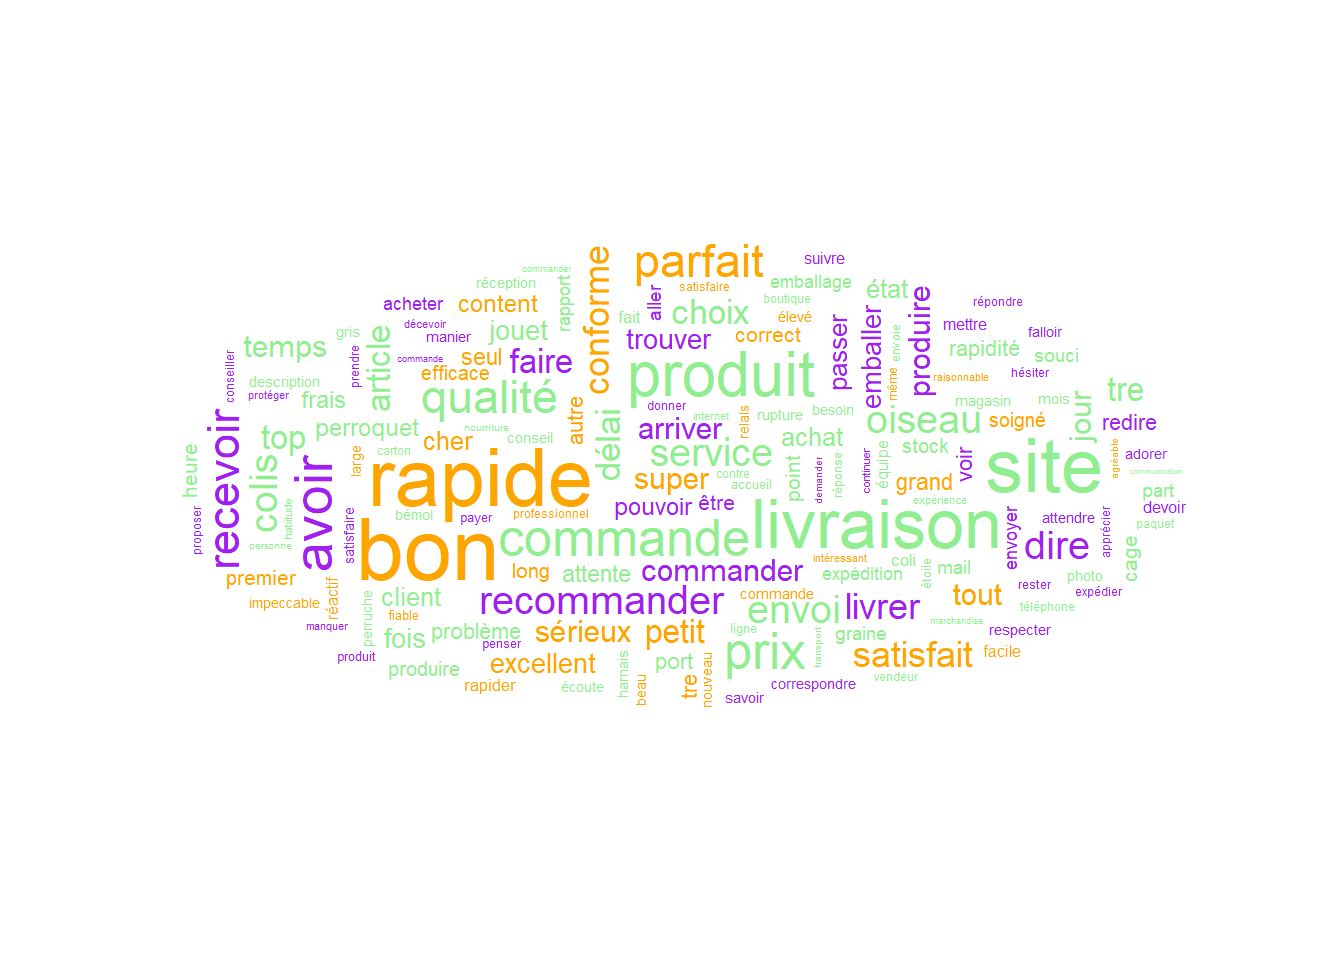 parfait
suivre
commander
satisfaire
réception
rapport
conforme
emballage
état
acheter
content
aller
choix
boutique
produire
répondre
décevoir
fait
élevé
mettre
gris
manier
jouet
trouver
correct
passer
emballer
envoie
falloir
temps
article
seul
faire
rapidité
souci
conseiller
prendre
commande
efficace
produit
même
raisonnable
hésiter
description
protéger
frais
qualité
autre
donner
internet
relais
rupture
besoin
magasin
mois
jour
tre
perroquet
nourriture
délai
arriver
achat
oiseau
soigné
redire
recevoir
top
cher
conseil
service
stock
heure
colis
avoir
large
carton
rapide
super
contre
accueil
point
demander
réponse
continuer
équipe
grand
voir
site
adorer
agréable
communication
proposer
habitude
personne
satisfaire
bémol
payer
professionnel
pouvoir
être
expérience
part
devoir
paquet
bon
commande
livraison
envoyer
attendre
dire
apprécier
cage
premier
long
attente
commander
intéressant
expédition
coli
étoile
mail
photo
rester
expédier
impeccable
réactif
client
fiable
recommander
commande
envoi
livrer
tout
téléphone
manquer
perruche
fois
problème
penser
sérieux
petit
ligne
transport
graine
marchandise
respecter
produit
produire
excellent
port
prix
satisfait
facile
rapider
écoute
harnais
beau
tre
nouveau
savoir
correspondre
vendeur